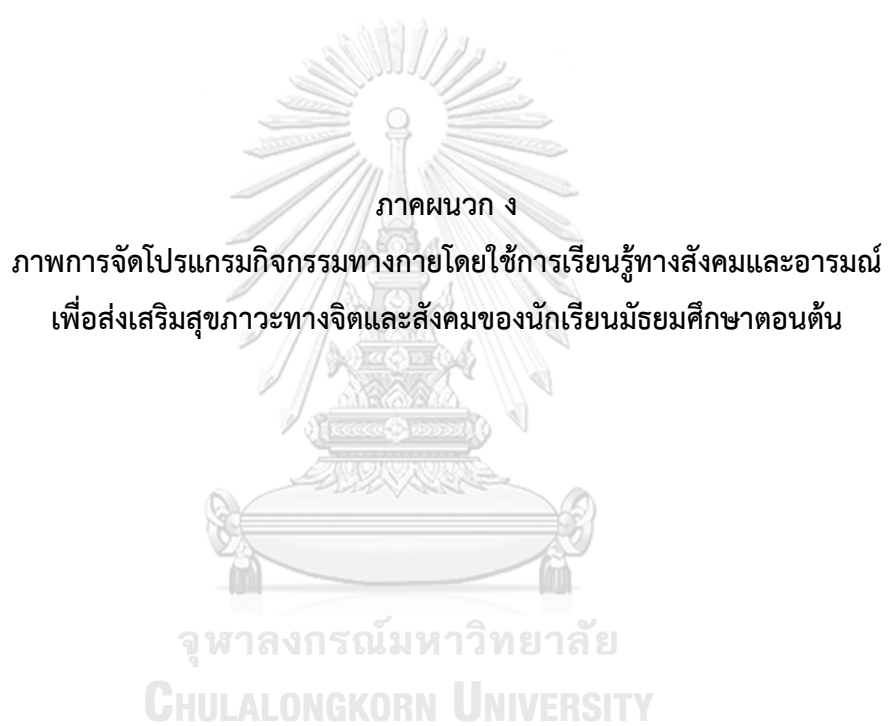 ภาคผนวก ง
ภาพการจัดโปรแกรมกิจกรรมทางกายโดยใช้การเรียนรู้ทางสังคมและอารมณ์
เพื่อส่งเสริมสุขภาวะทางจิตและสังคมของนักเรียนมัธยมศึกษาตอนต้น
จุฬาลงกรณ์มหาวิทยาลัย
CHULALONGKORN UNIVERSITY